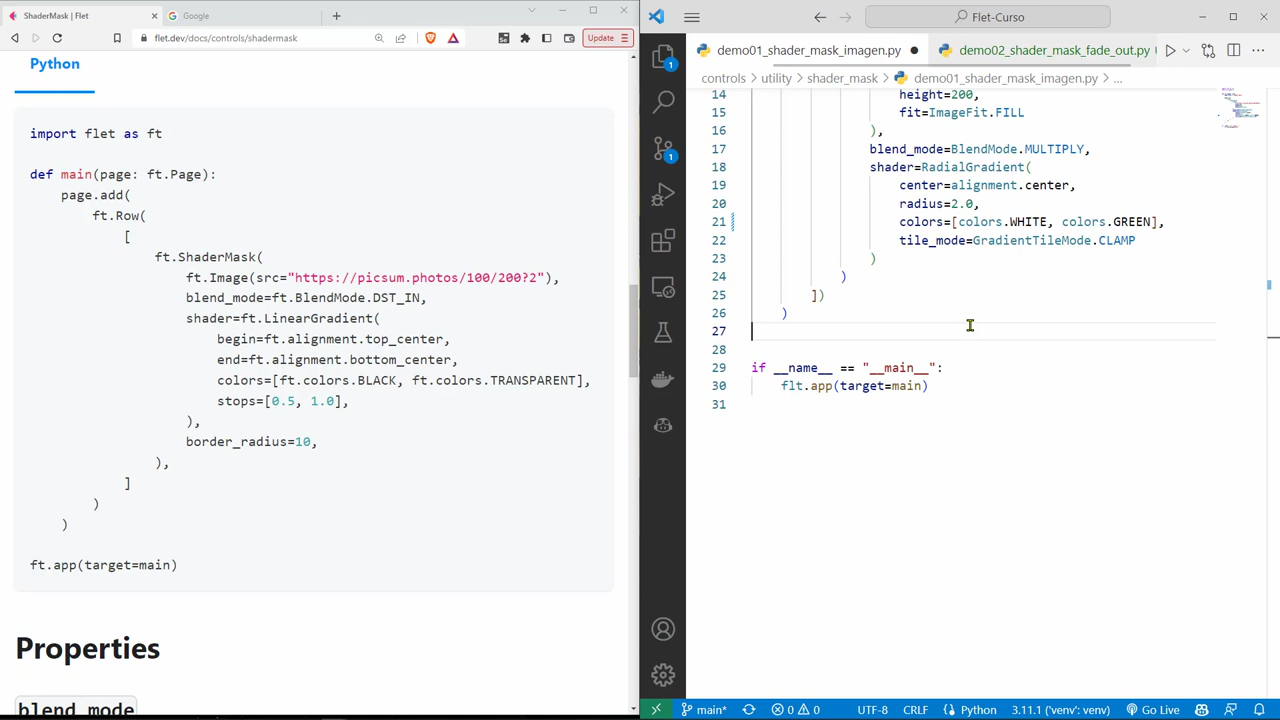 ShaderMask | Flet
Google
flet.dev/docs/controls/shadermask
Update
Python
import flet as ft
def main(page: ft.Page):
page.add(
ft.Row(
[
ft.ShaderMask(
ft.Image(src="https://picsum.photos/100/200?2"),
blend_mode=ft.BlendMode.DST_IN,
shader=ft.LinearGradient(
begin=ft.alignment.top_center,
end=ft.alignment.bottom_center,
colors=[ft.colors.BLACK, ft.colors.TRANSPARENT],
stops=[0.5, 1.0],
),
border_radius=10,
),
]
)
)
ft.app(target=main)
Properties
blend_mode
Flet-Curso
demo01_shader_mask_imagen.py
demo02_shader_mask_fade_out.py
controls > utility > shader_mask > demo01_shader_mask_imagen.py > ...
14 height=200,
15 fit=ImageFit.FILL
16 ),
17 blend_mode=BlendMode.MULTIPLY,
18 shader=RadialGradient(
19 center=alignment.center,
20 radius=2.0,
21 colors=[colors.WHITE, colors.GREEN],
22 tile_mode=GradientTileMode.CLAMP
23 )
24 )
25 ])
26 )
27
28
29 if __name__ == "__main__":
30 flt.app(target=main)
31
1
1
main* 0 0 UTF-8 CRLF Python 3.11.1 ('venv': venv) Go Live